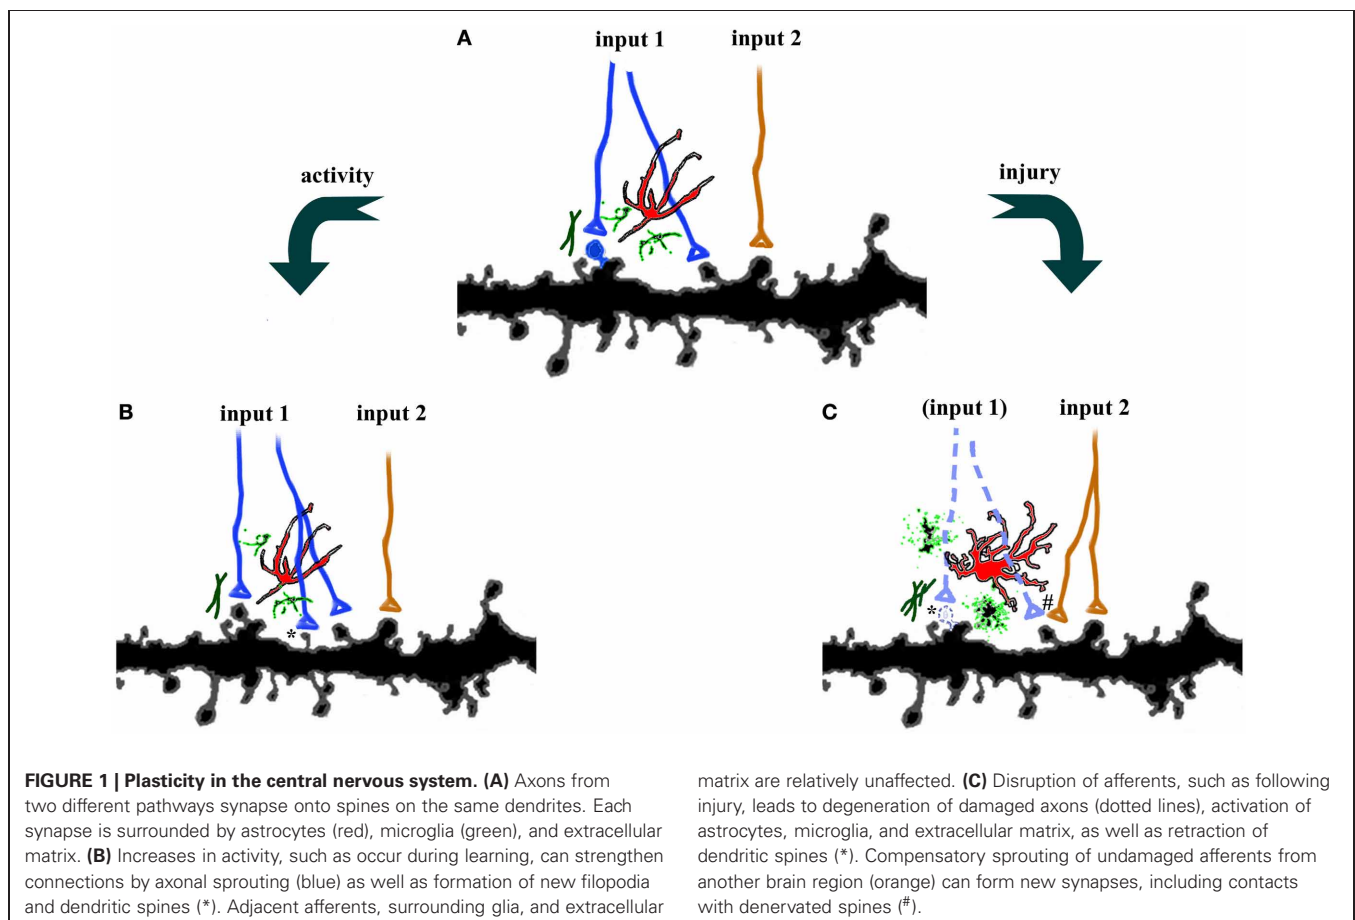 A
input 1
input 2
activity
injury
B
input 1
input 2
*
C
(input 1)
input 2
*
#
FIGURE 1 | Plasticity in the central nervous system. (A) Axons from
two different pathways synapse onto spines on the same dendrites. Each
synapse is surrounded by astrocytes (red), microglia (green), and extracellular
matrix. (B) Increases in activity, such as occur during learning, can strengthen
connections by axonal sprouting (blue) as well as formation of new filopodia
and dendritic spines (*). Adjacent afferents, surrounding glia, and extracellular
matrix are relatively unaffected. (C) Disruption of afferents, such as following
injury, leads to degeneration of damaged axons (dotted lines), activation of
astrocytes, microglia, and extracellular matrix, as well as retraction of
dendritic spines (*). Compensatory sprouting of undamaged afferents from
another brain region (orange) can form new synapses, including contacts
with denervated spines (#).